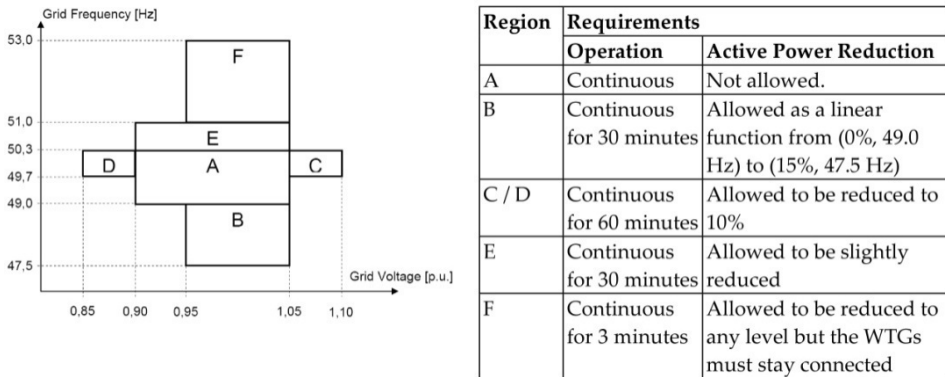 Grid Frequency [Hz]
53,0
F
51,0
E
50,3
D
A
C
49,7
49,0
B
47,5
Grid Voltage [p.u.]
0,85
0,90
0,95
1,05
1,10
Region
Requirements
Operation
Active Power Reduction
A
Continuous
Not allowed.
B
Continuous
for 30 minutes
Allowed as a linear
function from (0%, 49.0
Hz) to (15%, 47.5 Hz)
C / D
Continuous
for 60 minutes
Allowed to be reduced to
10%
E
Continuous
for 30 minutes
Allowed to be slightly
reduced
F
Continuous
for 3 minutes
Allowed to be reduced to
any level but the WTGs
must stay connected